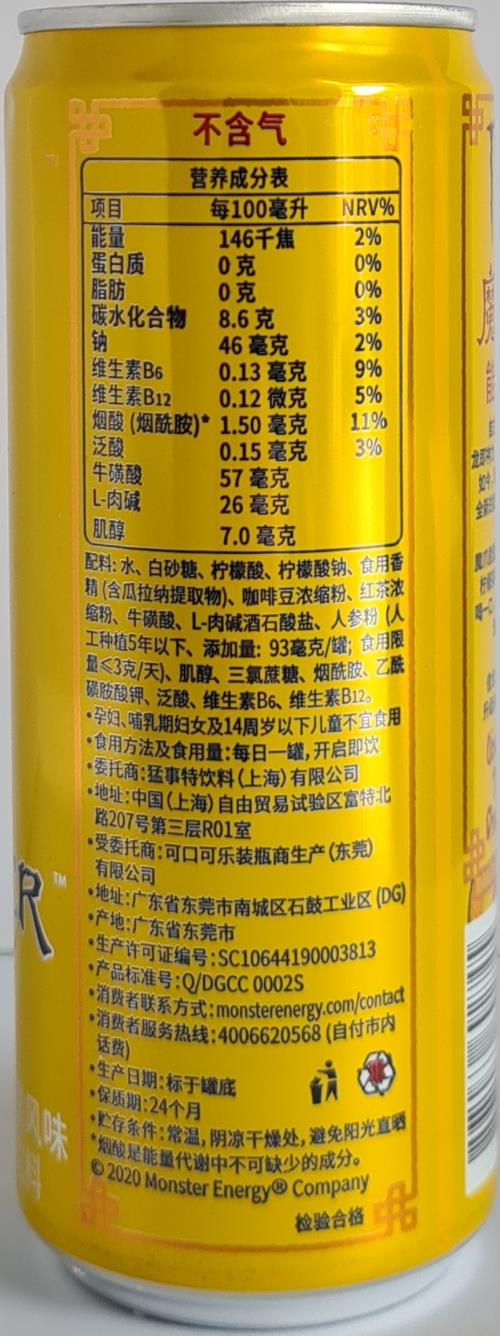 不含气
营养成分表
项目 每100毫升 NRV%
能量 146千焦 2%
蛋白质 0 克 0%
脂肪 0 克 0%
碳水化合物 8.6 克 3%
钠 46 毫克 2%
维生素B6 0.13 毫克 9%
维生素B12 0.12 微克 5%
烟酸 (烟酰胺)* 1.50 毫克 11%
泛酸 0.15 毫克 3%
牛磺酸 57 毫克
L-肉碱 26 毫克
肌醇 7.0 毫克
配料: 水、白砂糖、柠檬酸、柠檬酸钠、食用香
精 (含瓜拉纳提取物)、咖啡豆浓缩粉、红茶浓
缩粉、牛磺酸、L-肉碱酒石酸盐、人参粉 (人
工种植5年以下、添加量: 93毫克/罐; 食用限
量≤3克/天)、肌醇、三氯蔗糖、烟酰胺、乙酰
磺胺酸钾、泛酸、维生素B6、维生素B12。
•孕妇、哺乳期妇女及14周岁以下儿童不宜食用
•食用方法及食用量: 每日一罐, 开启即饮
•委托商: 猛事特饮料 (上海) 有限公司
•地址: 中国 (上海) 自由贸易试验区富特北
路207号第三层R01室
•受委托商: 可口可乐装瓶商生产 (东莞)
有限公司
•地址: 广东省东莞市南城区石鼓工业区 (DG)
•产地: 广东省东莞市
•生产许可证编号: SC10644190003813
•产品标准号: Q/DGCC 0002S
•消费者联系方式: monsterenergy.com/contact
•消费者服务热线: 4006620568 (自付市内
话费)
•生产日期: 标于罐底
•保质期: 24个月
•贮存条件: 常温, 阴凉干燥处, 避免阳光直晒
*烟酸是能量代谢中不可缺少的成分。
© 2020 Monster Energy® Company
检验合格
R™
风味
料
魔
能